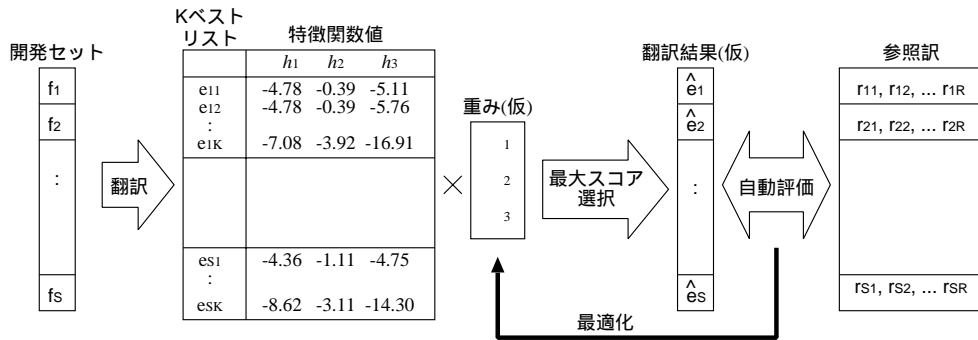 開発セット
f1
f2
:
fS
翻訳
Kベスト
リスト
特徴関数値
h1 h2 h3
e11 -4.78 -0.39 -5.11
e12 -4.78 -0.39 -5.76
:
e1K -7.08 -3.92 -16.91
eS1 -4.36 -1.11 -4.75
:
eSK -8.62 -3.11 -14.30
×
重み(仮)
1
2
3
最大スコア
選択
翻訳結果(仮)
ê1
ê2
:
êS
自動評価
参照訳
r11, r12, ... r1R
r21, r22, ... r2R
:
rS1, rS2, ... rSR
最適化